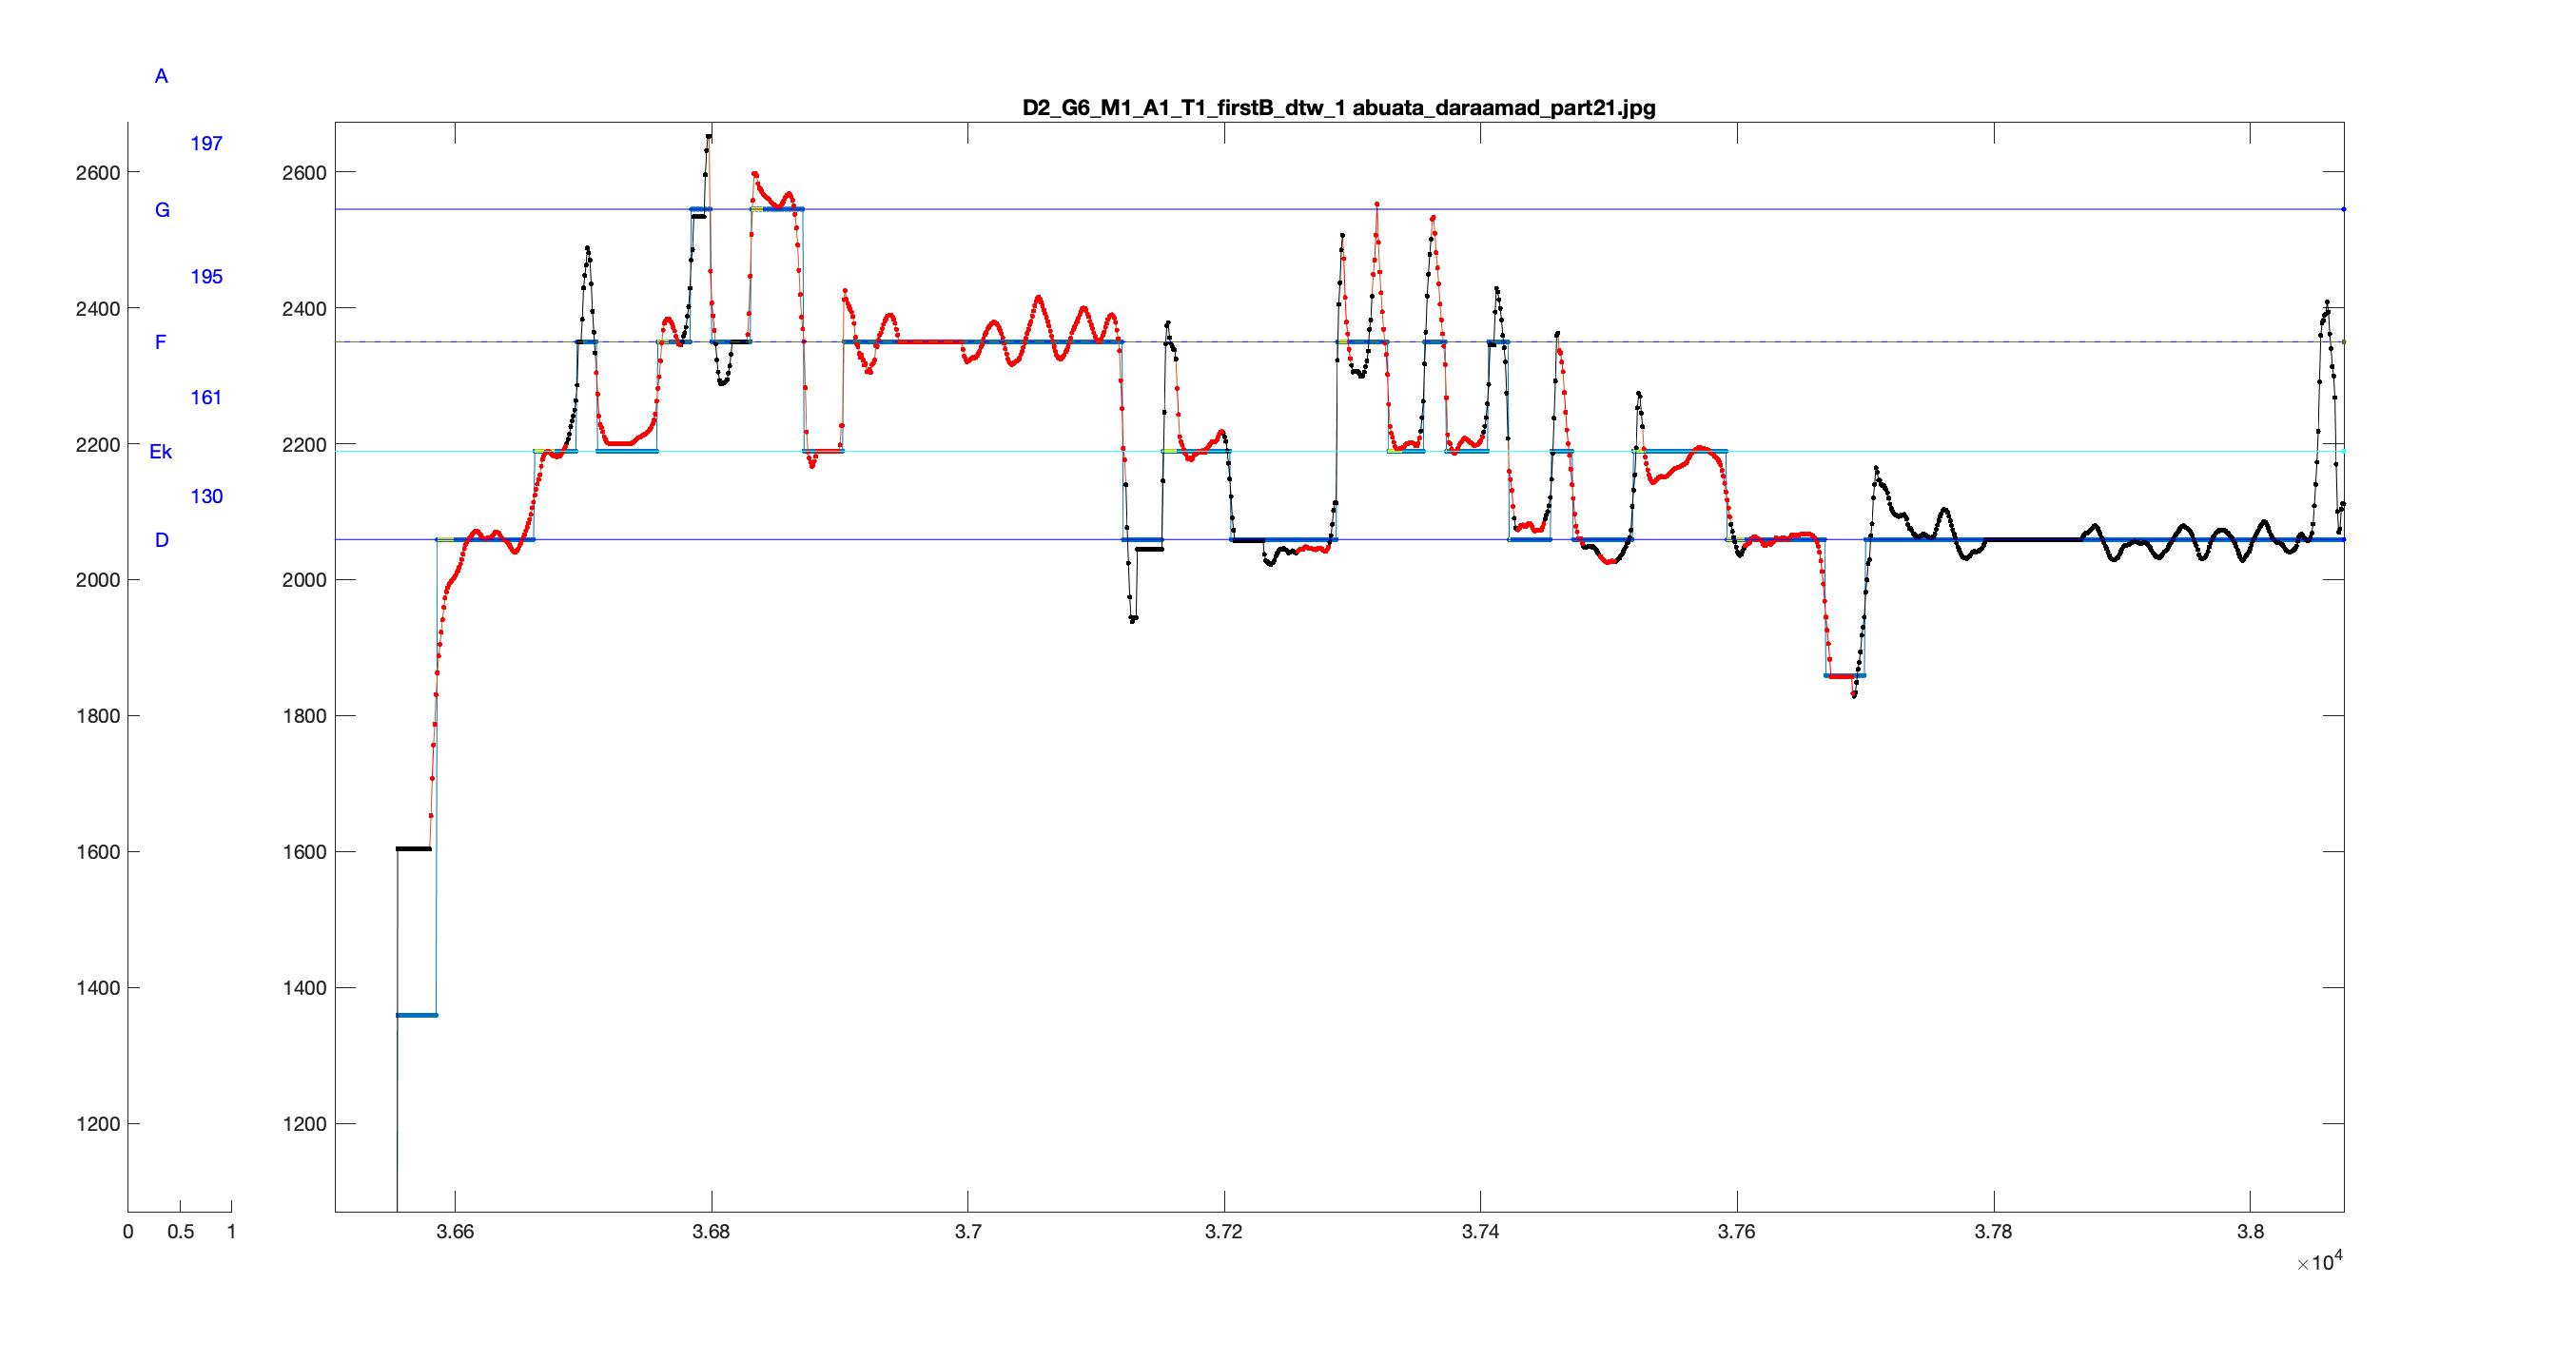 D2_G6_M1_A1_T1_firstB_dtw_1 abuata_daraamad_part21.jpg
A
197
G
195
F
161
Ek
130
D
2600
2400
2200
2000
1800
1600
1400
1200
0 0.5 1
2600
2400
2200
2000
1800
1600
1400
1200
3.66 3.68 3.7 3.72 3.74 3.76 3.78 3.8
×10^4